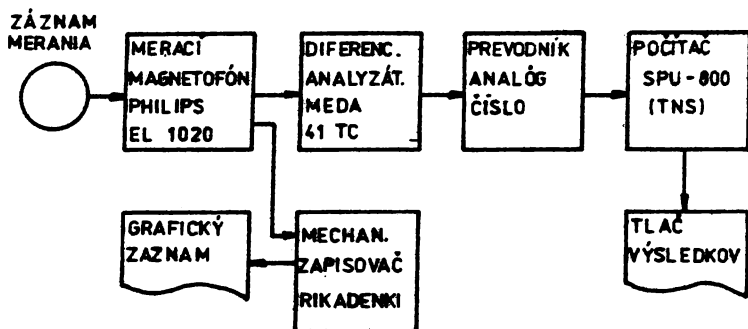 ZÁZNAM
MERANIA
MERACÍ
MAGNETOFÓN
PHILIPS
EL 1020
DIFERENC.
ANALYZÁT.
MEDA
41 TC
PREVODNÍK
ANALÓG
ČÍSLO
POČÍTAČ
SPU-800
(TNS)
GRAFICKÝ
ZAZNAM
MECHAN.
ZAPISOVAČ
RIKADENKI
TLAČ
VÝSLEDKOV